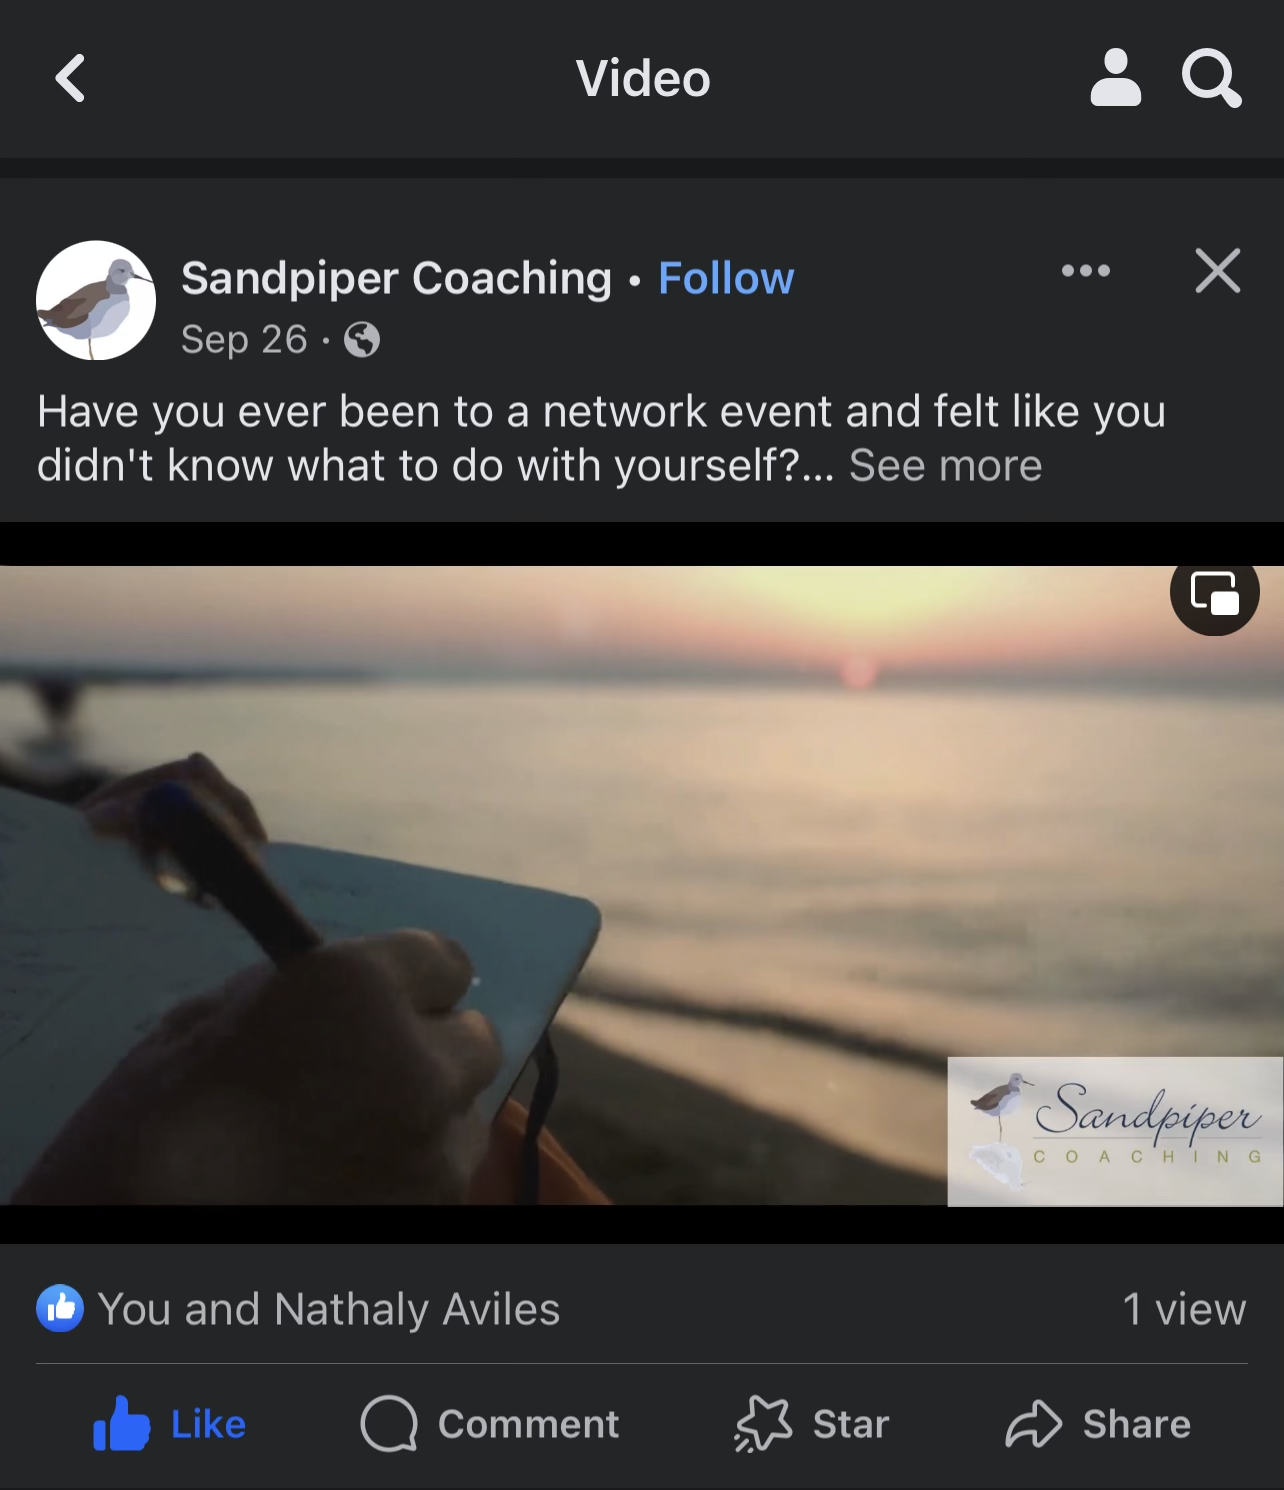 Video
Sandpiper Coaching • Follow
Sep 26 ·
Have you ever been to a network event and felt like you
didn't know what to do with yourself?... See more
Sandpiper
COACHING
You and Nathaly Aviles
1 view
Like
Comment
Star
Share